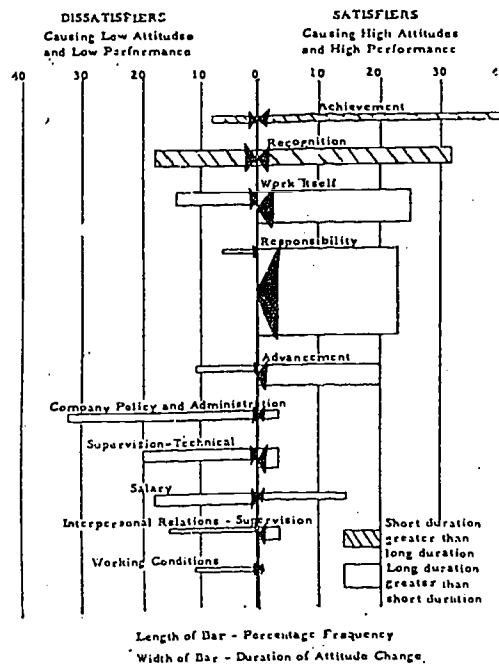 DISSATISFIERS
Causing Low Attitudes
and Low Performance
SATISFIERS
Causing High Attitudes
and High Performance
40 30 20 10 0 10 20 30 40
Achievement
Recognition
Work Itself
Responsibility
Advancement
Company Policy and Administration
Supervision-Technical
Salary
Interpersonal Relations - Supervision
Working Conditions
Short duration
greater than
long duration
Long duration
greater than
short duration
Length of Bar - Percentage Frequency
Width of Bar - Duration of Attitude Change